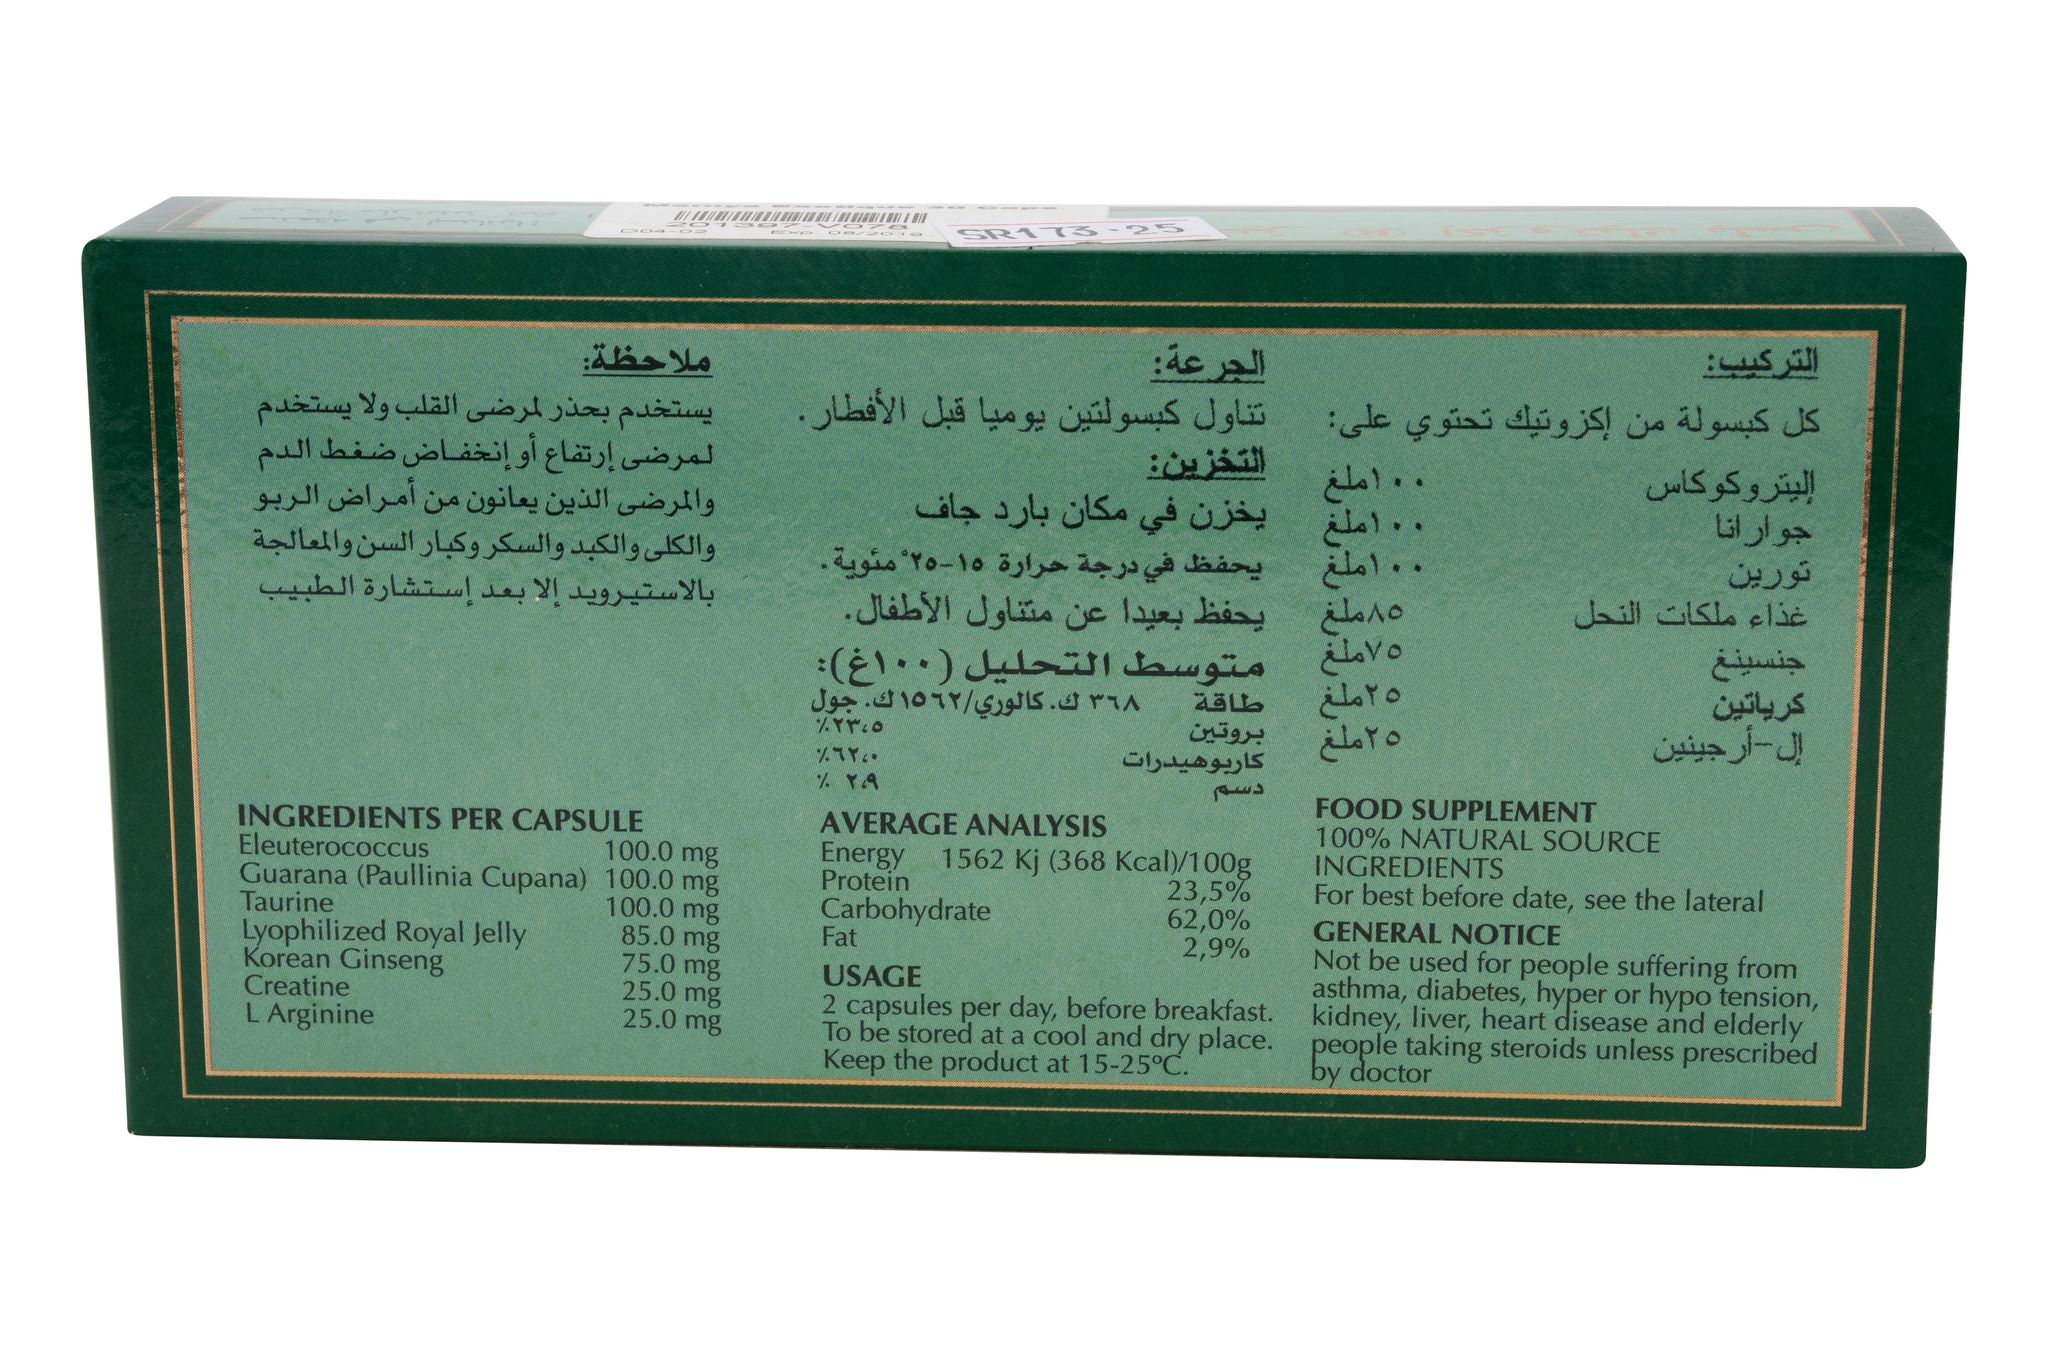 201397-V078
D04-02 Exp: 06/2019
SR173.25
التركيب:
كل كبسولة من إكزوتيك تحتوي على:
إليتروكوكاس ١٠٠ملغ
جوارانا ١٠٠ملغ
تورين ١٠٠ملغ
غذاء ملكات النحل ٨٥ملغ
جنسينغ ٧٥ملغ
كرياتين ٢٥ملغ
إل-أرجينين ٢٥ملغ
الجرعة:
تناول كبسولتين يوميا قبل الأفطار.
التخزين:
يخزن في مكان بارد جاف
يحفظ في درجة حرارة ١٥-٢٥° مئوية.
يحفظ بعيدا عن متناول الأطفال.
متوسط التحليل (١٠٠غ):
طاقة ٣٦٨ ك. كالوري/١٥٦٢ك. جول
بروتين ٢٣،٥٪
كاربوهيدرات ٦٢،٠٪
دسم ٢،٩ ٪
ملاحظة:
يستخدم بحذر لمرضى القلب ولا يستخدم
لمرضى إرتفاع أو إنخفاض ضغط الدم
والمرضى الذين يعانون من أمراض الربو
والكلى والكبد والسكر وكبار السن والمعالجة
بالاستيرويد إلا بعد إستشارة الطبيب
INGREDIENTS PER CAPSULE
Eleuterococcus 100.0 mg
Guarana (Paullinia Cupana) 100.0 mg
Taurine 100.0 mg
Lyophilized Royal Jelly 85.0 mg
Korean Ginseng 75.0 mg
Creatine 25.0 mg
L Arginine 25.0 mg
AVERAGE ANALYSIS
Energy 1562 Kj (368 Kcal)/100g
Protein 23,5%
Carbohydrate 62,0%
Fat 2,9%
USAGE
2 capsules per day, before breakfast.
To be stored at a cool and dry place.
Keep the product at 15-25ºC.
FOOD SUPPLEMENT
100% NATURAL SOURCE
INGREDIENTS
For best before date, see the lateral
GENERAL NOTICE
Not be used for people suffering from
asthma, diabetes, hyper or hypo tension,
kidney, liver, heart disease and elderly
people taking steroids unless prescribed
by doctor